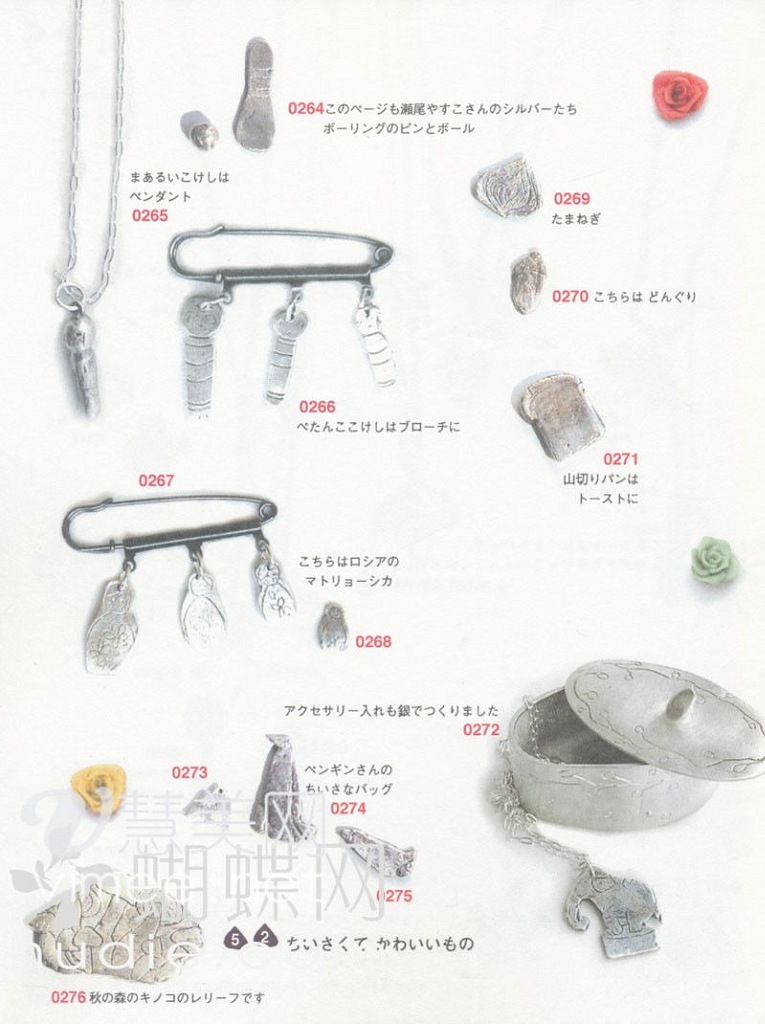 0264このページも瀬尾やすこさんのシルバーたち
ボーリングのピンとボール
まあるいこけしは
ペンダント
0265
0269
たまねぎ
0270 こちらは どんぐり
0266
ぺたんここけしはブローチに
0271
山切りパンは
トーストに
0267
こちらはロシアの
マトリョーシカ
0268
アクセサリー入れも銀でつくりました
0272
0273
ペンギンさんの
ちいさなバッグ
0274
0275
慧美网
蝴蝶网
5 2 ちいさくて かわいいもの
0276 秋の森のキノコのレリーフです